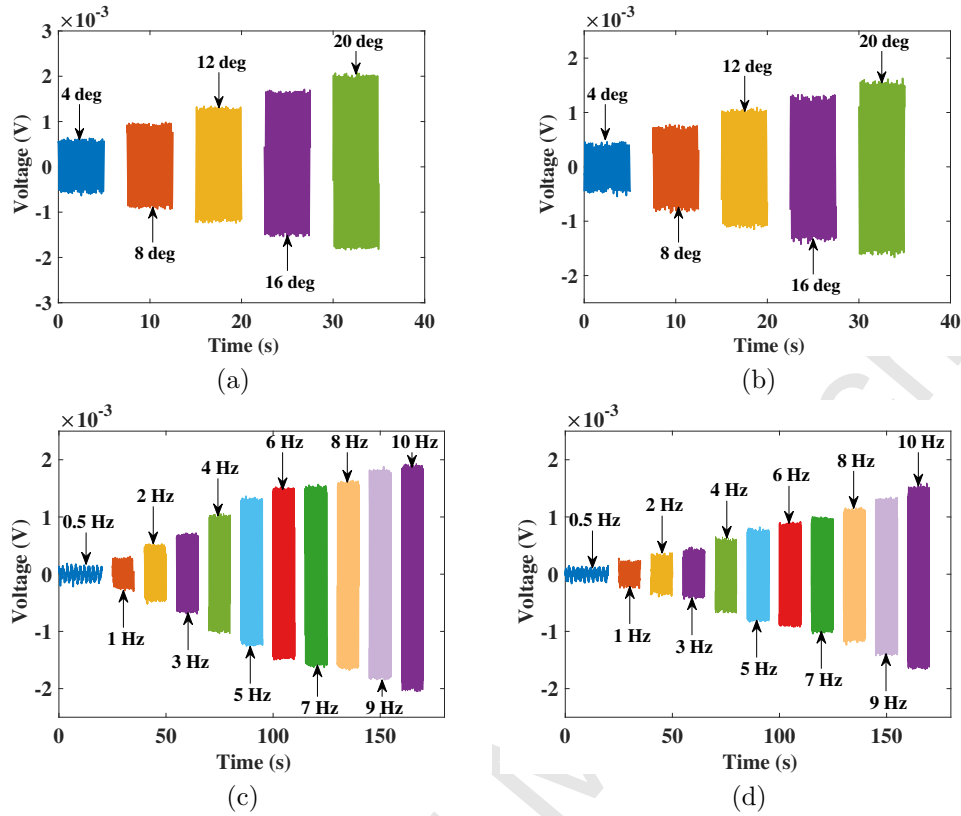 ×10⁻³
3
2
1
0
-1
-2
-3
Voltage (V)
4 deg
8 deg
12 deg
16 deg
20 deg
0 10 20 30 40
Time (s)
(a)
×10⁻³
2
1
0
-1
-2
Voltage (V)
4 deg
8 deg
12 deg
16 deg
20 deg
0 10 20 30 40
Time (s)
(b)
×10⁻³
2
1
0
-1
-2
Voltage (V)
0.5 Hz
1 Hz
2 Hz
3 Hz
4 Hz
5 Hz
6 Hz
7 Hz
8 Hz
9 Hz
10 Hz
0 50 100 150
Time (s)
(c)
×10⁻³
2
1
0
-1
-2
Voltage (V)
0.5 Hz
1 Hz
2 Hz
3 Hz
4 Hz
5 Hz
6 Hz
7 Hz
8 Hz
9 Hz
10 Hz
0 50 100 150
Time (s)
(d)